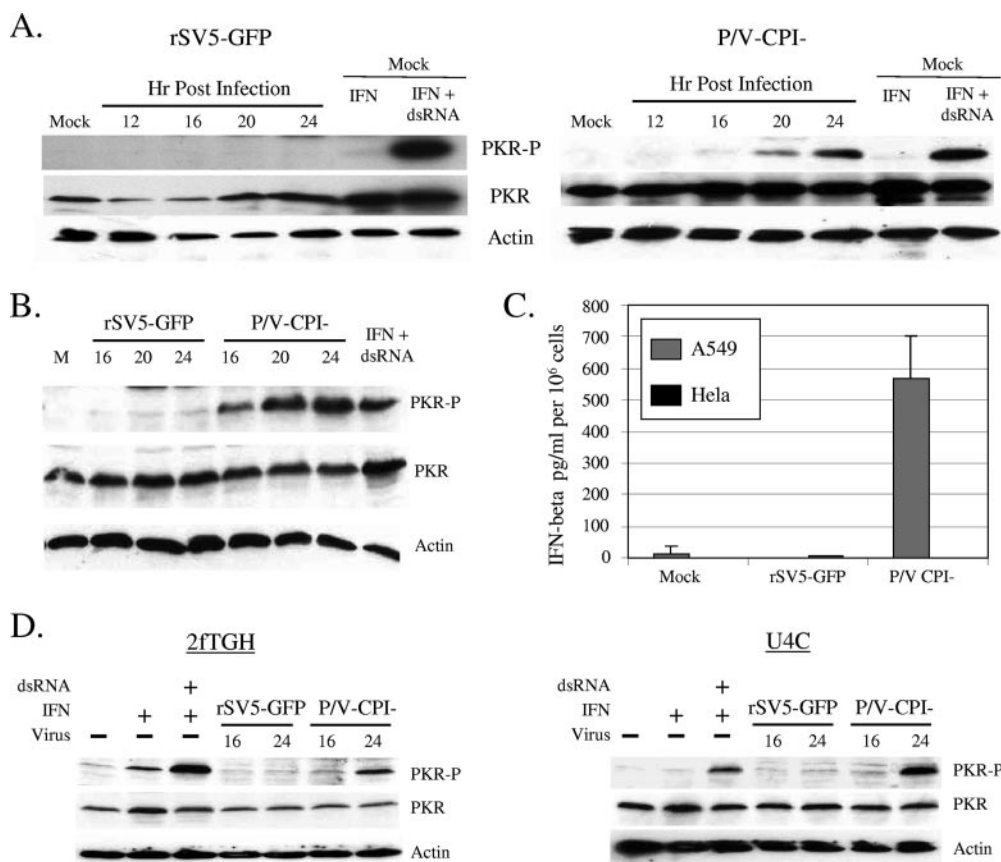 A.
rSV5-GFP
Mock
Hr Post Infection
IFN
IFN +
dsRNA
Mock
12
16
20
24
P/V-CPI-
Mock
Hr Post Infection
IFN
IFN +
dsRNA
Mock
12
16
20
24
PKR-P
PKR
Actin
B.
rSV5-GFP
P/V-CPI-
IFN +
dsRNA
M
16
20
24
16
20
24
PKR-P
PKR
Actin
C.
IFN-beta pg/ml per 10⁶ cells
800
700
600
500
400
300
200
100
0
A549
Hela
Mock
rSV5-GFP
P/V CPI-
D.
2fTGH
dsRNA
+
IFN
+
+
rSV5-GFP
P/V-CPI-
Virus
−
−
−
16
24
16
24
PKR-P
PKR
Actin
U4C
dsRNA
+
IFN
+
+
rSV5-GFP
P/V-CPI-
Virus
−
−
−
16
24
16
24
PKR-P
PKR
Actin